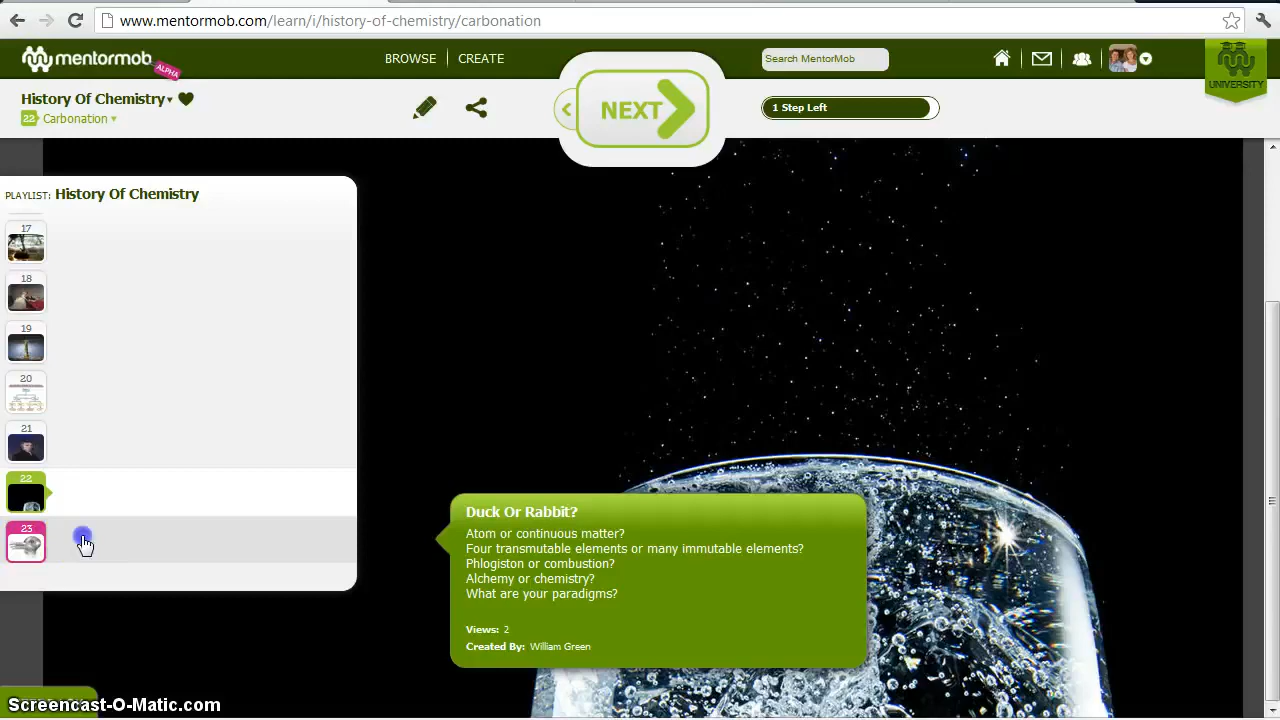 www.mentormob.com/learn/i/history-of-chemistry/carbonation
mentormob
ALPHA
BROWSE
CREATE
Search MentorMob
UNIVERSITY
History Of Chemistry
22 Carbonation
NEXT
1 Step Left
PLAYLIST: History Of Chemistry
17
18
19
20
21
22
23
Duck Or Rabbit?
Atom or continuous matter?
Four transmutable elements or many immutable elements?
Phlogiston or combustion?
Alchemy or chemistry?
What are your paradigms?
Views: 2
Created By: William Green
Screencast-O-Matic.com